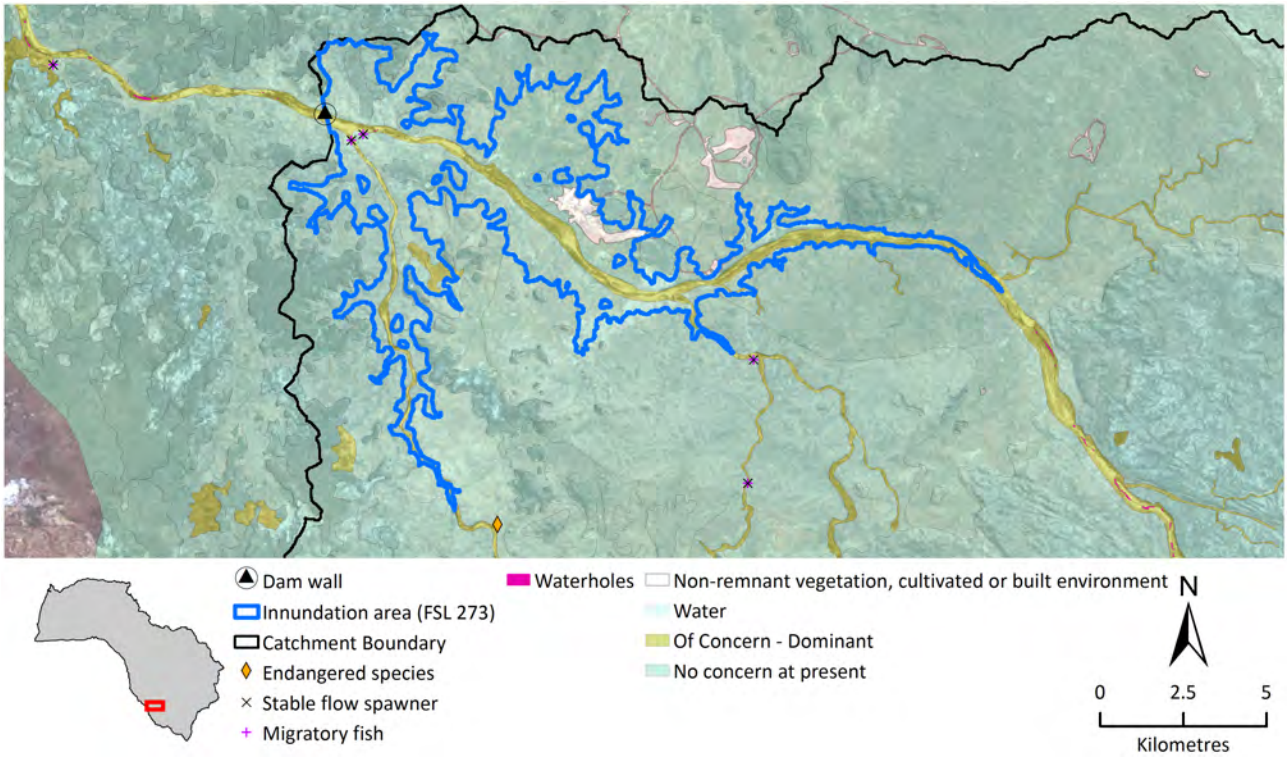 Dam wall
Innundation area (FSL 273)
Catchment Boundary
Endangered species
Stable flow spawner
Migratory fish
Waterholes
Non-remnant vegetation, cultivated or built environment
Water
Of Concern - Dominant
No concern at present
N
0 2.5 5
Kilometres